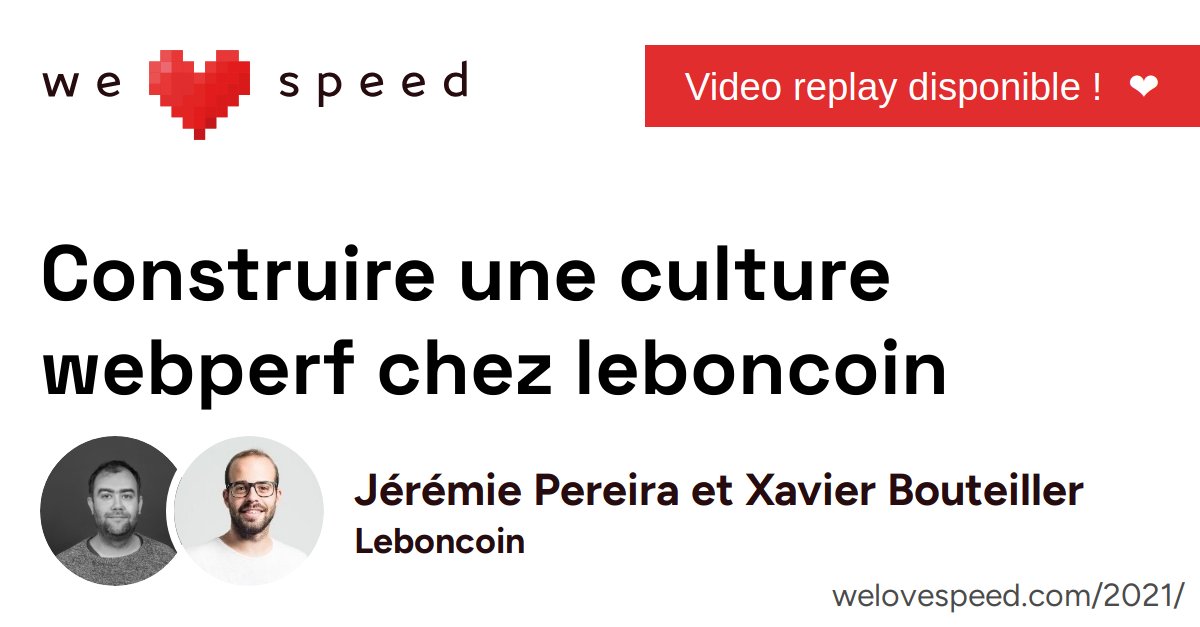 we speed
Video replay disponible ! ❤
Construire une culture
webperf chez leboncoin
Jérémie Pereira et Xavier Bouteiller
Leboncoin
welovespeed.com/2021/